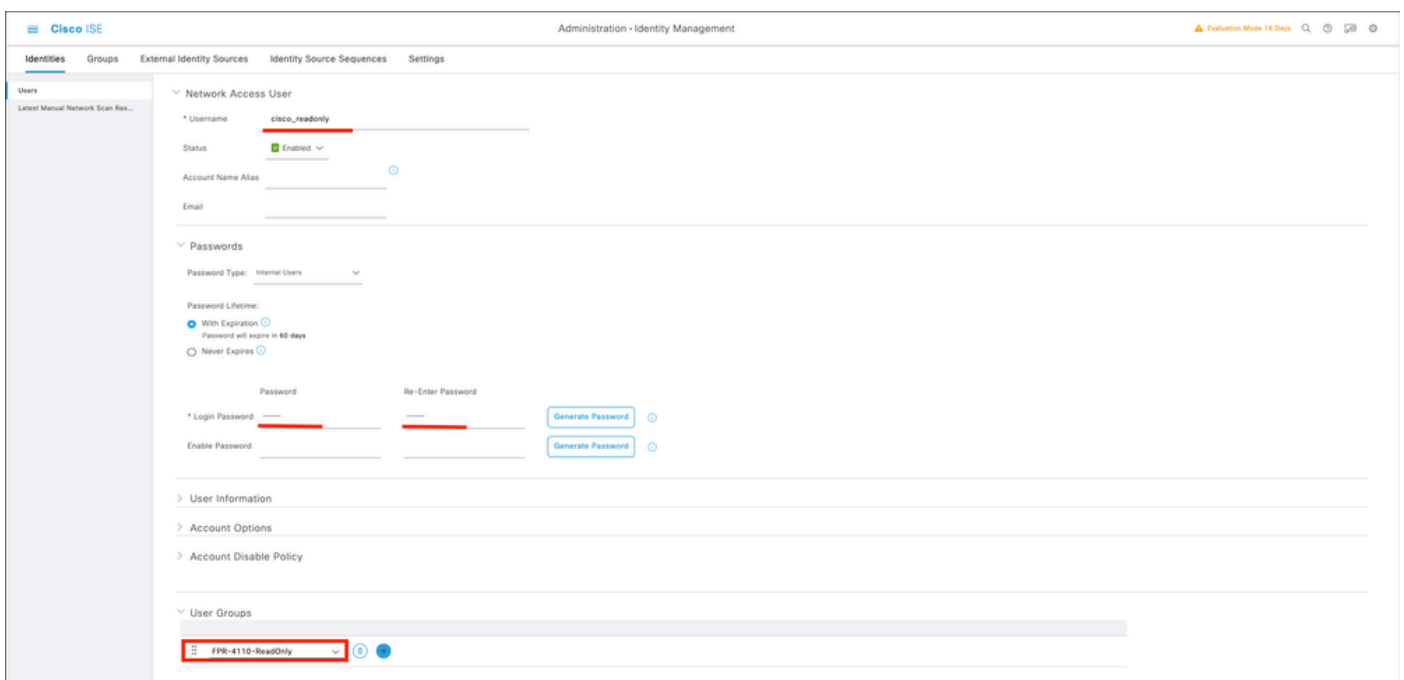 Cisco ISE
Administration · Identity Management
Evaluation Mode 18 Days
Identities Groups External Identity Sources Identity Source Sequences Settings
Users
Latest Manual Network Scan Res...
Network Access User
* Username cisco_readonly
Status Enabled
Account Name Alias
Email
Passwords
Password Type: Internal Users
Password Lifetime:
With Expiration
Password will expire in 60 days
Never Expires
Password Re-Enter Password
* Login Password ······· ······· Generate Password
Enable Password Generate Password
User Information
Account Options
Account Disable Policy
User Groups
FPR-4110-ReadOnly